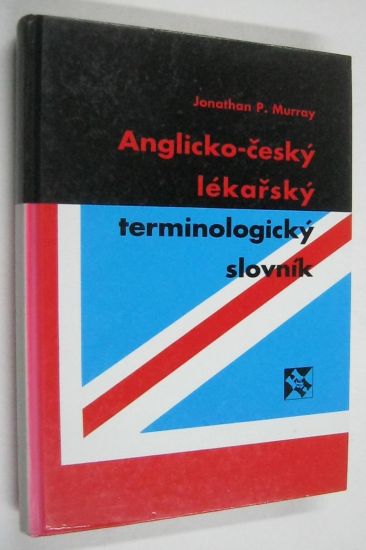 Jonathan P. Murray
Anglicko-český
lékařský
terminologický
slovník